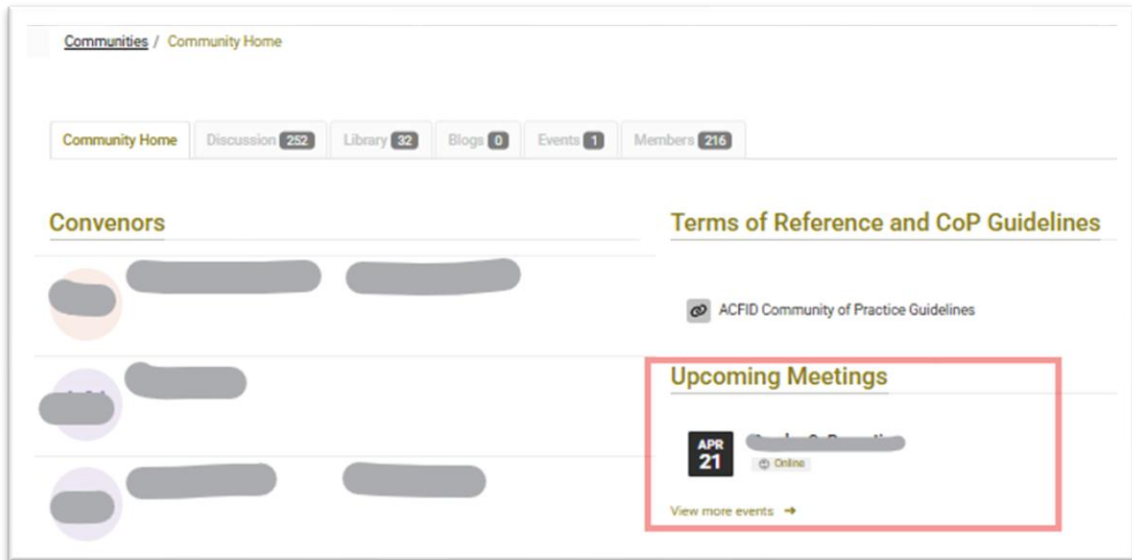 Communities / Community Home
Community Home Discussion 252 Library 32 Blogs 0 Events 1 Members 216
Convenors
Terms of Reference and CoP Guidelines
ACFID Community of Practice Guidelines
Upcoming Meetings
APR
21
Online
View more events →